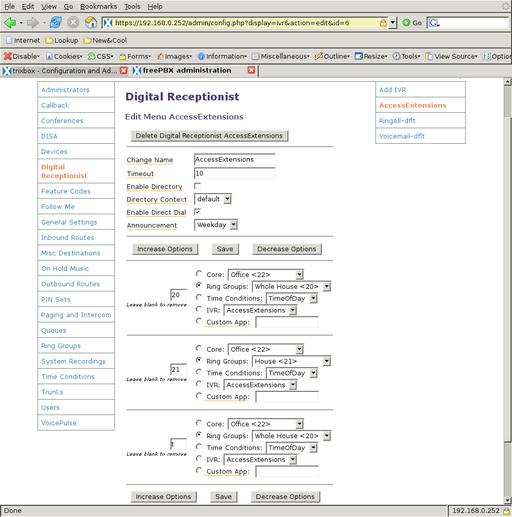 File Edit View Go Bookmarks Tools Help
https://192.168.0.252/admin/config.php?display=ivr&action=edit&id=6 Go
Internet Lookup New&Cool
Disable▾ Cookies▾ CSS▾ Forms▾ Images▾ Information▾ Miscellaneous▾ Outline▾ Resize▾ Tools▾ View Source▾ Option
trixbox - Configuration and Ad... freePBX administration
Administrators
Callback
Conferences
DISA
Devices
Digital
Receptionist
Feature Codes
Follow Me
General Settings
Inbound Routes
Misc Destinations
On Hold Music
Outbound Routes
PIN Sets
Paging and Intercom
Queues
Ring Groups
System Recordings
Time Conditions
Trunks
Users
VoicePulse
Digital Receptionist
Edit Menu AccessExtensions
Delete Digital Receptionist AccessExtensions
Change Name AccessExtensions
Timeout 10
Enable Directory
Directory Context default
Enable Direct Dial
Announcement Weekday
Increase Options Save Decrease Options
20
Leave blank to remove
Core: Office <22>
Ring Groups: Whole House <20>
Time Conditions: TimeOfDay
IVR: AccessExtensions
Custom App:
21
Leave blank to remove
Core: Office <22>
Ring Groups: House <21>
Time Conditions: TimeOfDay
IVR: AccessExtensions
Custom App:
t
Leave blank to remove
Core: Office <22>
Ring Groups: Whole House <20>
Time Conditions: TimeOfDay
IVR: AccessExtensions
Custom App:
Increase Options Save Decrease Options
Add IVR
AccessExtensions
RingAll-dflt
Voicemail-dflt
Done 192.168.0.252